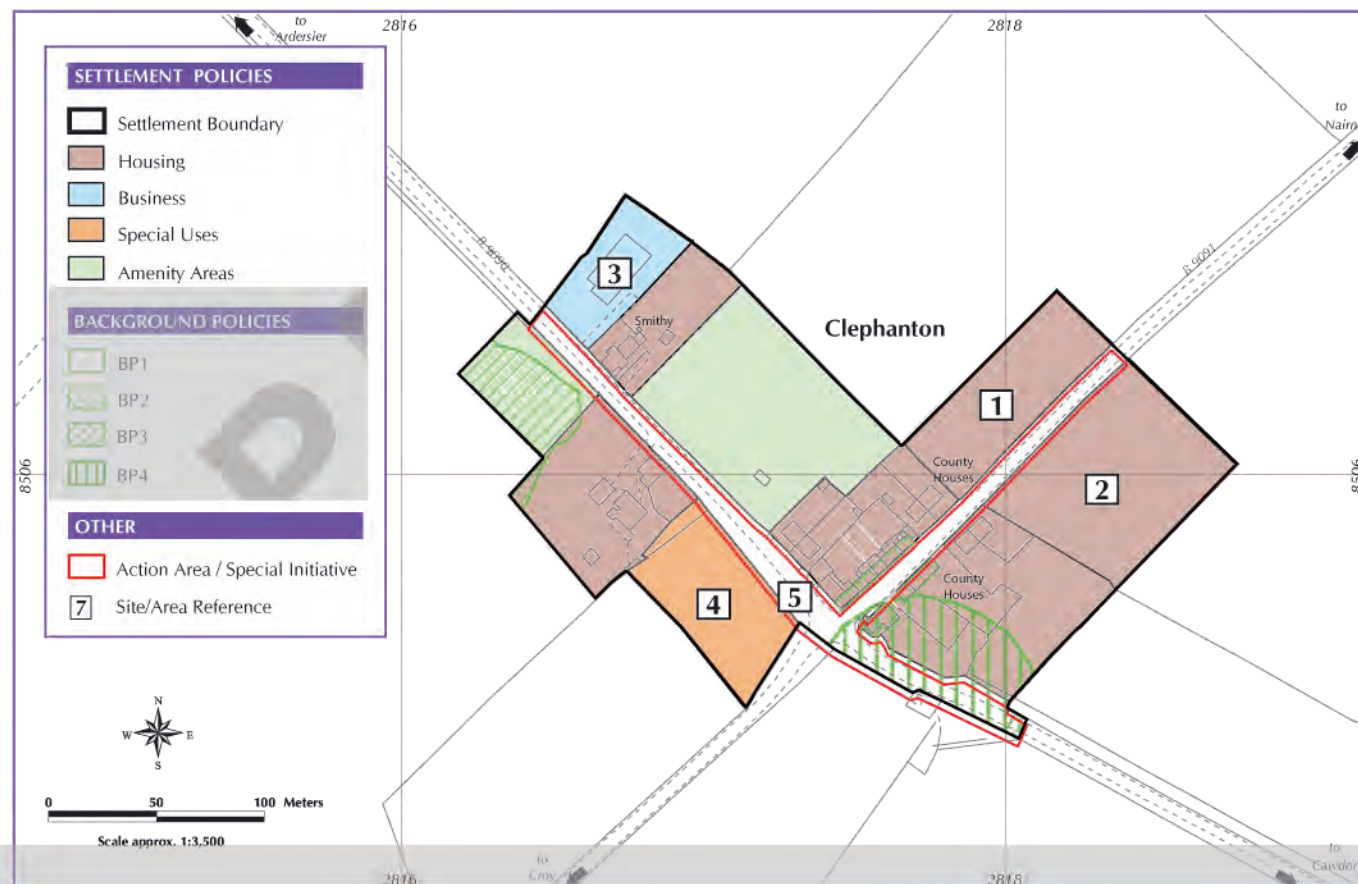 to
Ardersier
2816
2818
SETTLEMENT POLICIES
Settlement Boundary
Housing
Business
Special Uses
Amenity Areas
BACKGROUND POLICIES
BP1
BP2
BP3
BP4
OTHER
Action Area / Special Initiative
7 Site/Area Reference
to
Nairn
B 9090
B 9091
3
Smithy
Clephanton
1
County
Houses
2
8506
8506
County
Houses
4
5
N
W E
S
0 50 100 Meters
Scale approx. 1:3,500
to
Croy
2816
2818
to
Cawdor